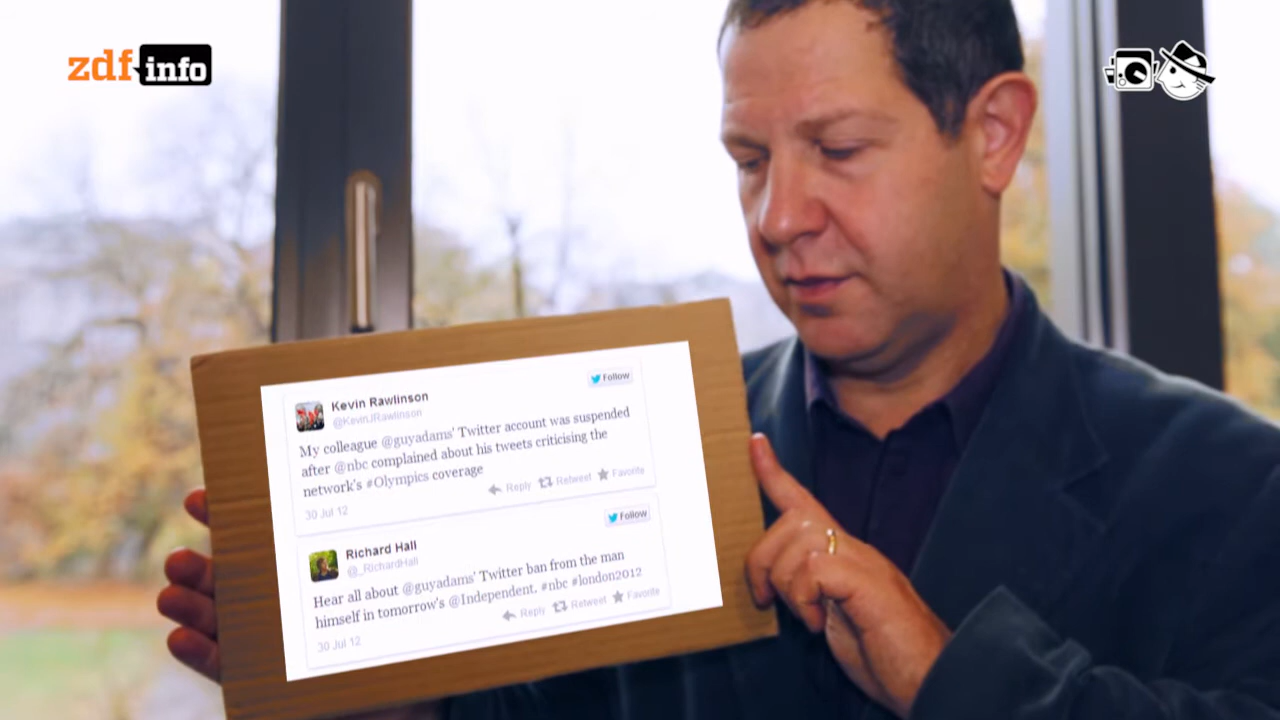 zdf info
Follow
Kevin Rawlinson
@KevinJRawlinson
My colleague @guyadams' Twitter account was suspended
after @nbc complained about his tweets criticising the
network's #Olympics coverage
Reply Retweet Favorite
30 Jul 12
Follow
Richard Hall
@_RichardHall
Hear all about @guyadams' Twitter ban from the man
himself in tomorrow's @Independent. #nbc #london2012
Reply Retweet Favorite
30 Jul 12